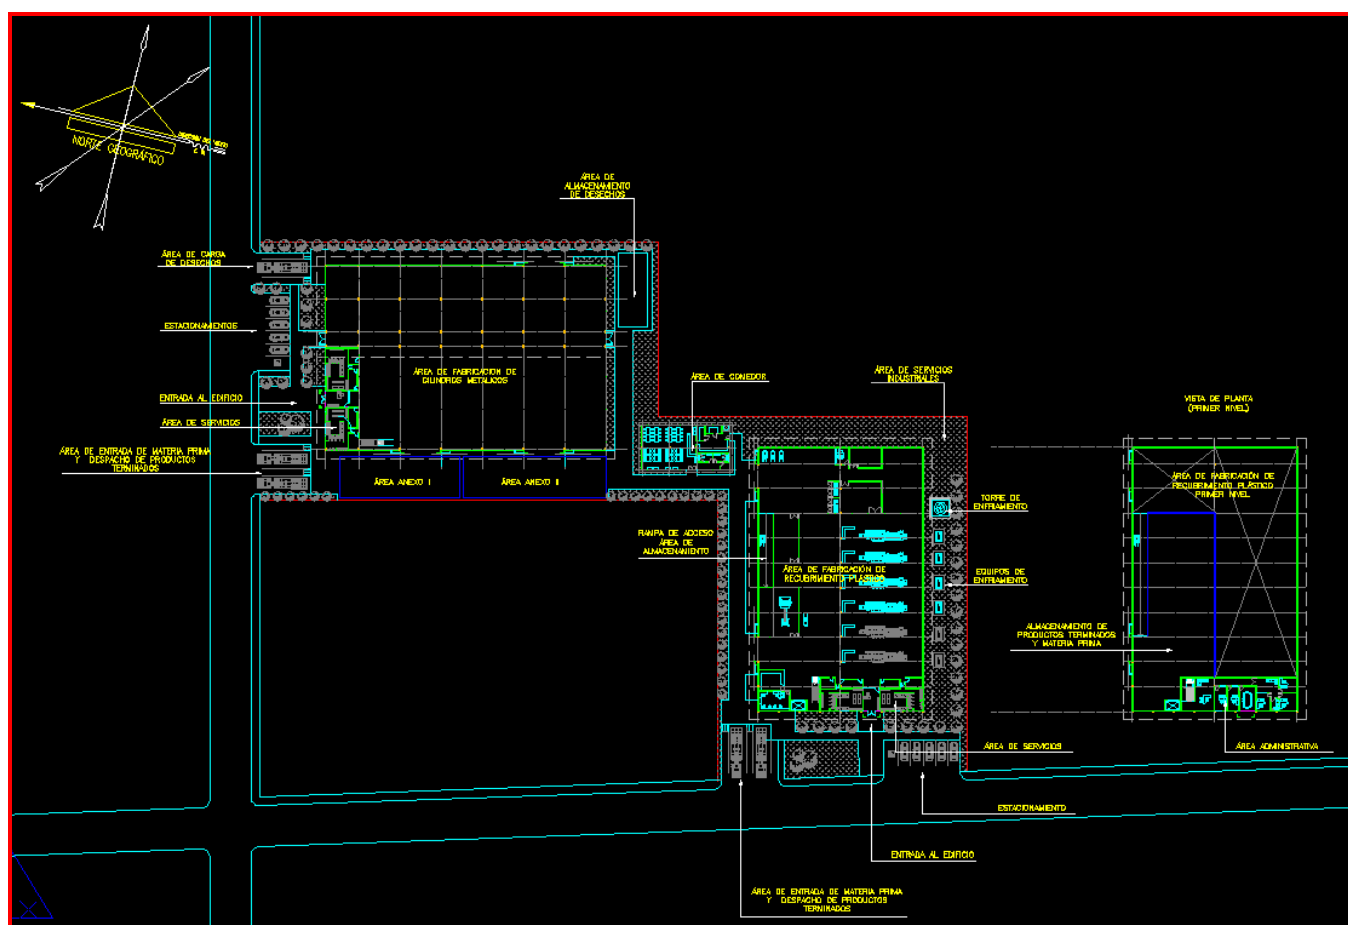 NORTE GEOGRÁFICO
ÁREA DE
ALMACENAMIENTO
DE DESECHOS
ÁREA DE CARGA
DE DESECHOS
ESTACIONAMIENTOS
ENTRADA AL EDIFICIO
ÁREA DE SERVICIOS
ÁREA DE ENTRADA DE MATERIA PRIMA
Y DESPACHO DE PRODUCTOS
TERMINADOS
ÁREA DE FABRICACION DE
CILINDROS METALICOS
ÁREA ANEXO I
ÁREA ANEXO II
ÁREA DE COMEDOR
ÁREA DE SERVICIOS
INDUSTRIALES
VISTA DE PLANTA
(PRIMER NIVEL)
RAMPA DE ACCESO
ÁREA DE
ALMACENAMIENTO
ÁREA DE FABRICACIÓN DE
RECUBRIMIENTO PLÁSTICO
TORRE DE
ENFRIAMIENTO
EQUIPOS DE
ENFRIAMIENTO
ÁREA DE FABRICACIÓN DE
RECUBRIMIENTO PLÁSTICO
PRIMER NIVEL
ALMACENAMIENTO DE
PRODUCTOS TERMINADOS
Y MATERIA PRIMA
ÁREA DE SERVICIOS
ÁREA ADMINISTRATIVA
ESTACIONAMIENTO
ENTRADA AL EDIFICIO
ÁREA DE ENTRADA DE MATERIA PRIMA
Y DESPACHO DE PRODUCTOS
TERMINADOS